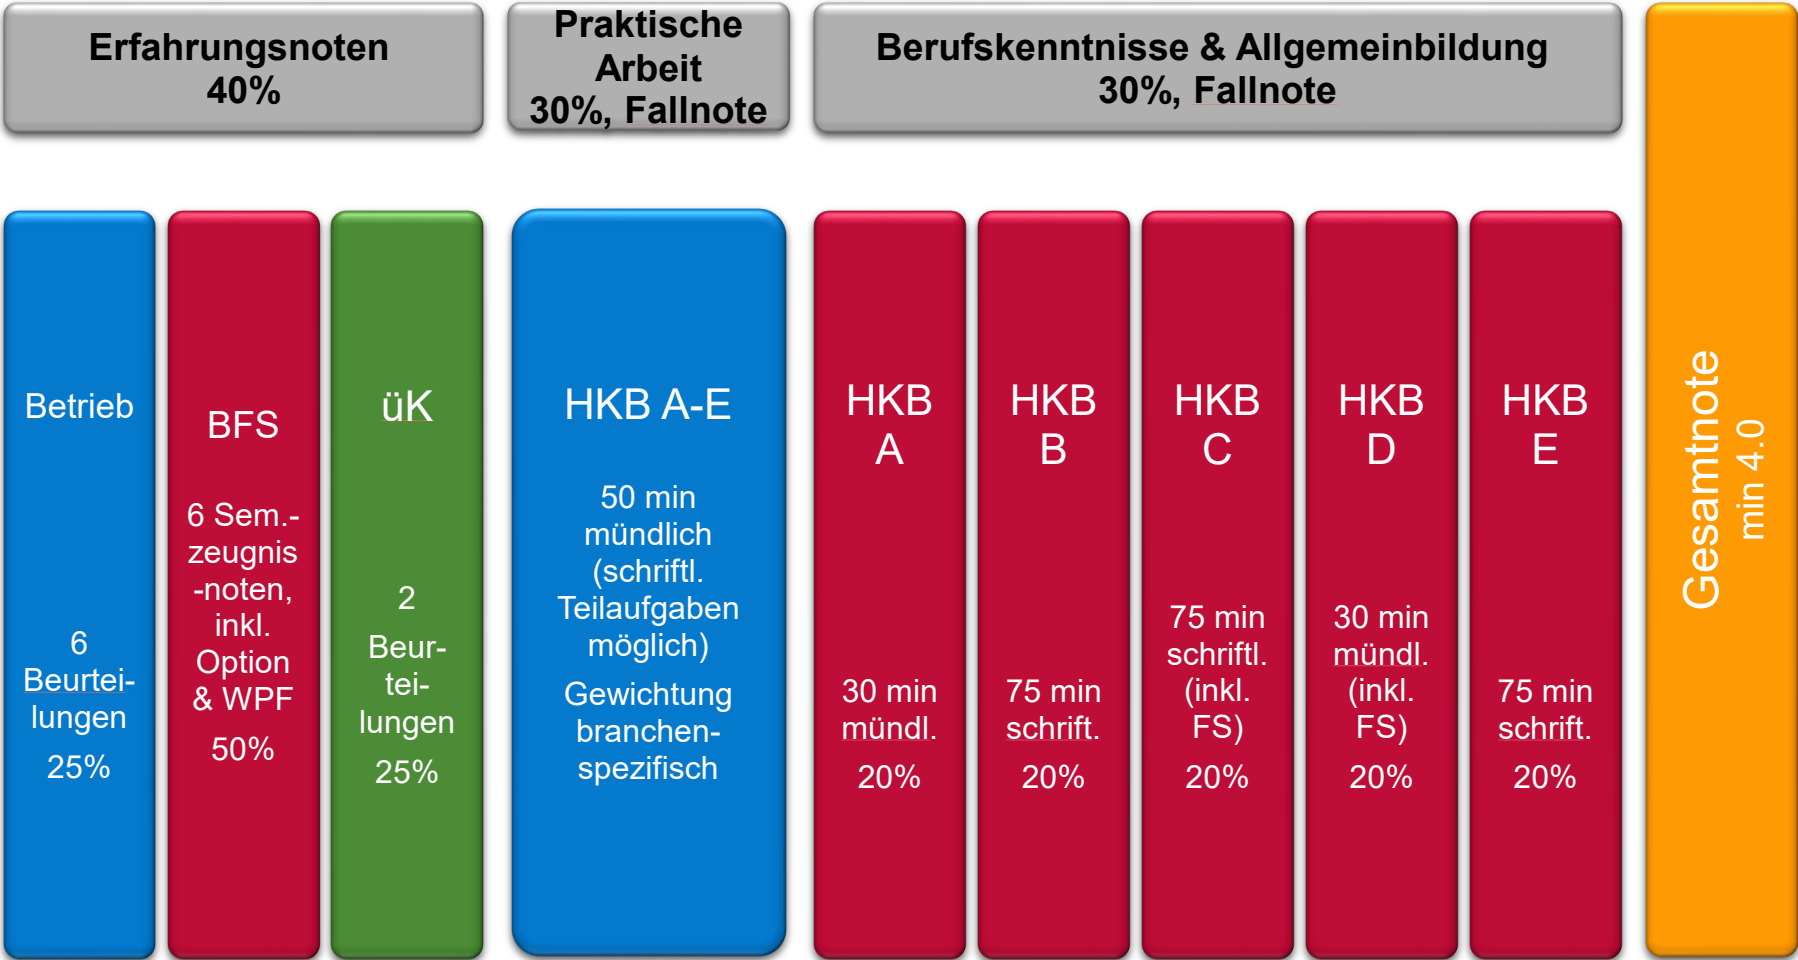 Erfahrungsnoten
40%
Praktische
Arbeit
30%, Fallnote
Berufskenntnisse & Allgemeinbildung
30%, Fallnote
Betrieb
6
Beurtei-
lungen
25%
BFS
6 Sem.-
zeugnis
-noten,
inkl.
Option
& WPF
50%
üK
2
Beur-
tei-
lungen
25%
HKB A-E
50 min
mündlich
(schriftl.
Teilaufgaben
möglich)
Gewichtung
branchen-
spezifisch
HKB
A
30 min
mündl.
20%
HKB
B
75 min
schrift.
20%
HKB
C
75 min
schriftl.
(inkl.
FS)
20%
HKB
D
30 min
mündl.
(inkl.
FS)
20%
HKB
E
75 min
schrift.
20%
Gesamtnote
min 4.0